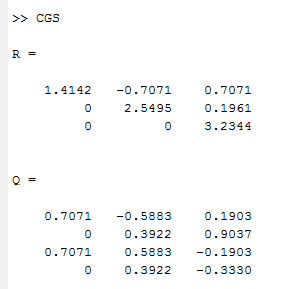 >> CGS
R =
1.4142 -0.7071 0.7071
0 2.5495 0.1961
0 0 3.2344
Q =
0.7071 -0.5883 0.1903
0 0.3922 0.9037
0.7071 0.5883 -0.1903
0 0.3922 -0.3330